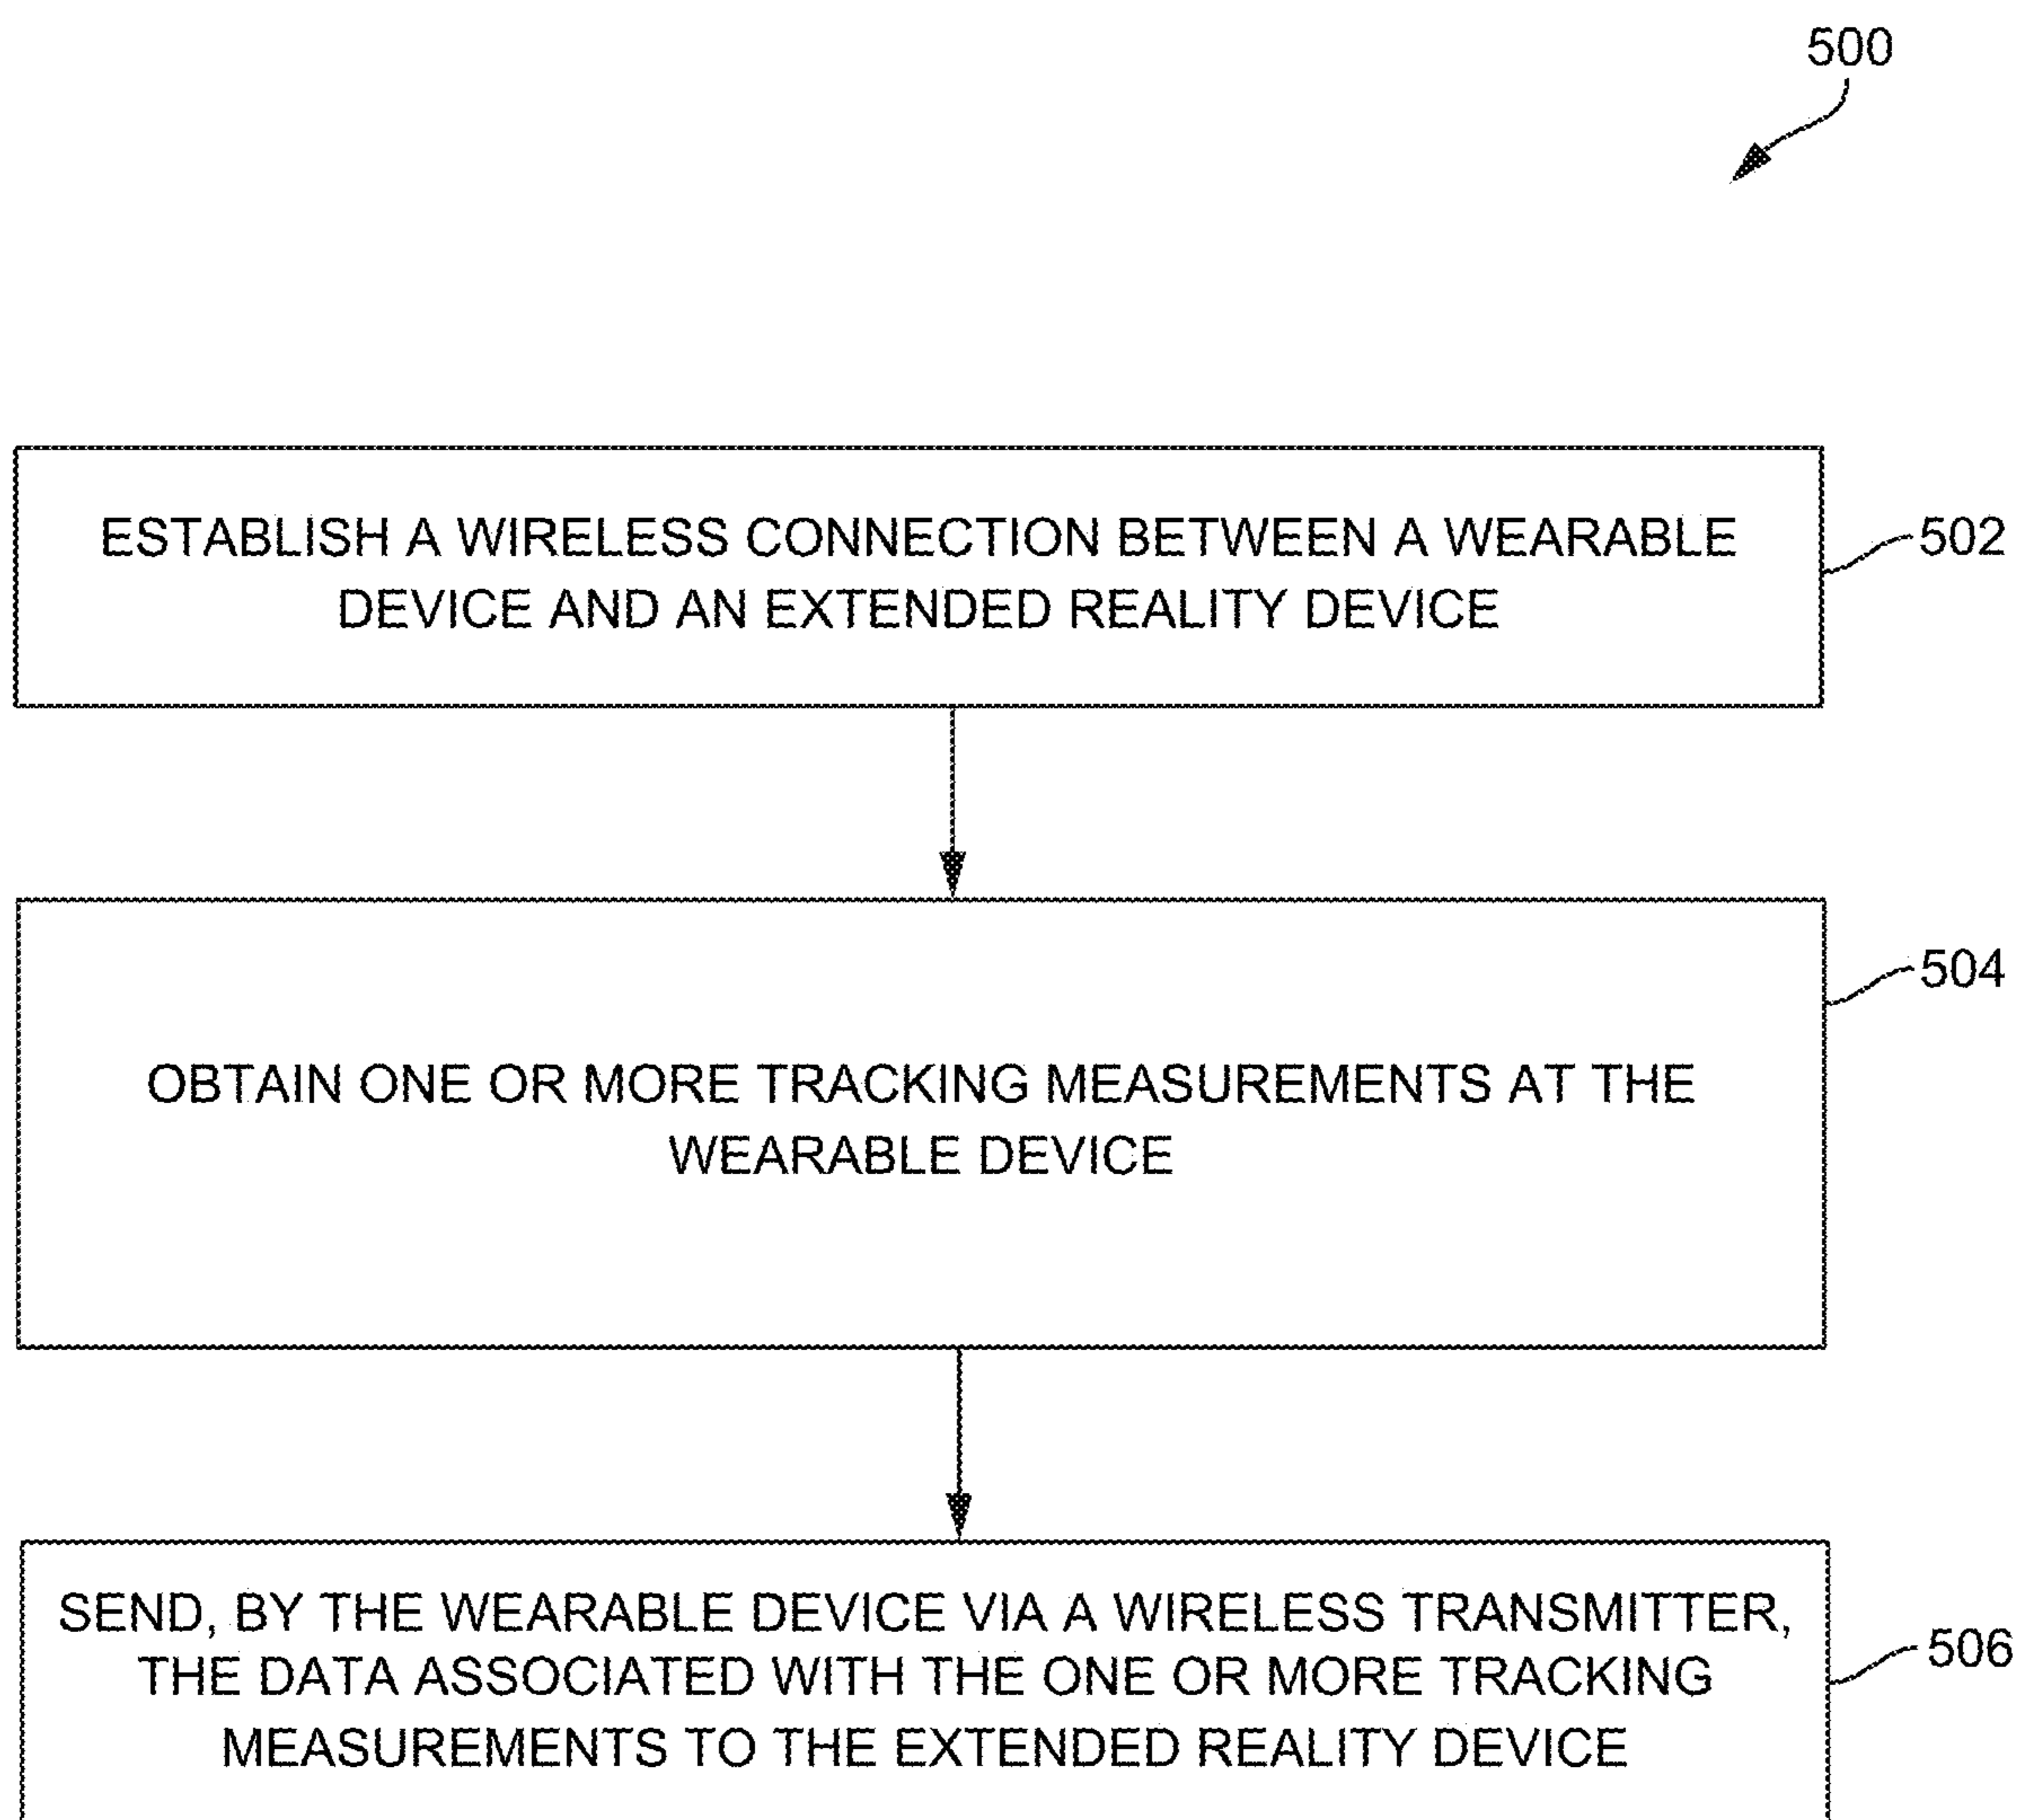 500
ESTABLISH A WIRELESS CONNECTION BETWEEN A WEARABLE
DEVICE AND AN EXTENDED REALITY DEVICE
502
504
OBTAIN ONE OR MORE TRACKING MEASUREMENTS AT THE
WEARABLE DEVICE
SEND, BY THE WEARABLE DEVICE VIA A WIRELESS TRANSMITTER,
THE DATA ASSOCIATED WITH THE ONE OR MORE TRACKING
MEASUREMENTS TO THE EXTENDED REALITY DEVICE
506